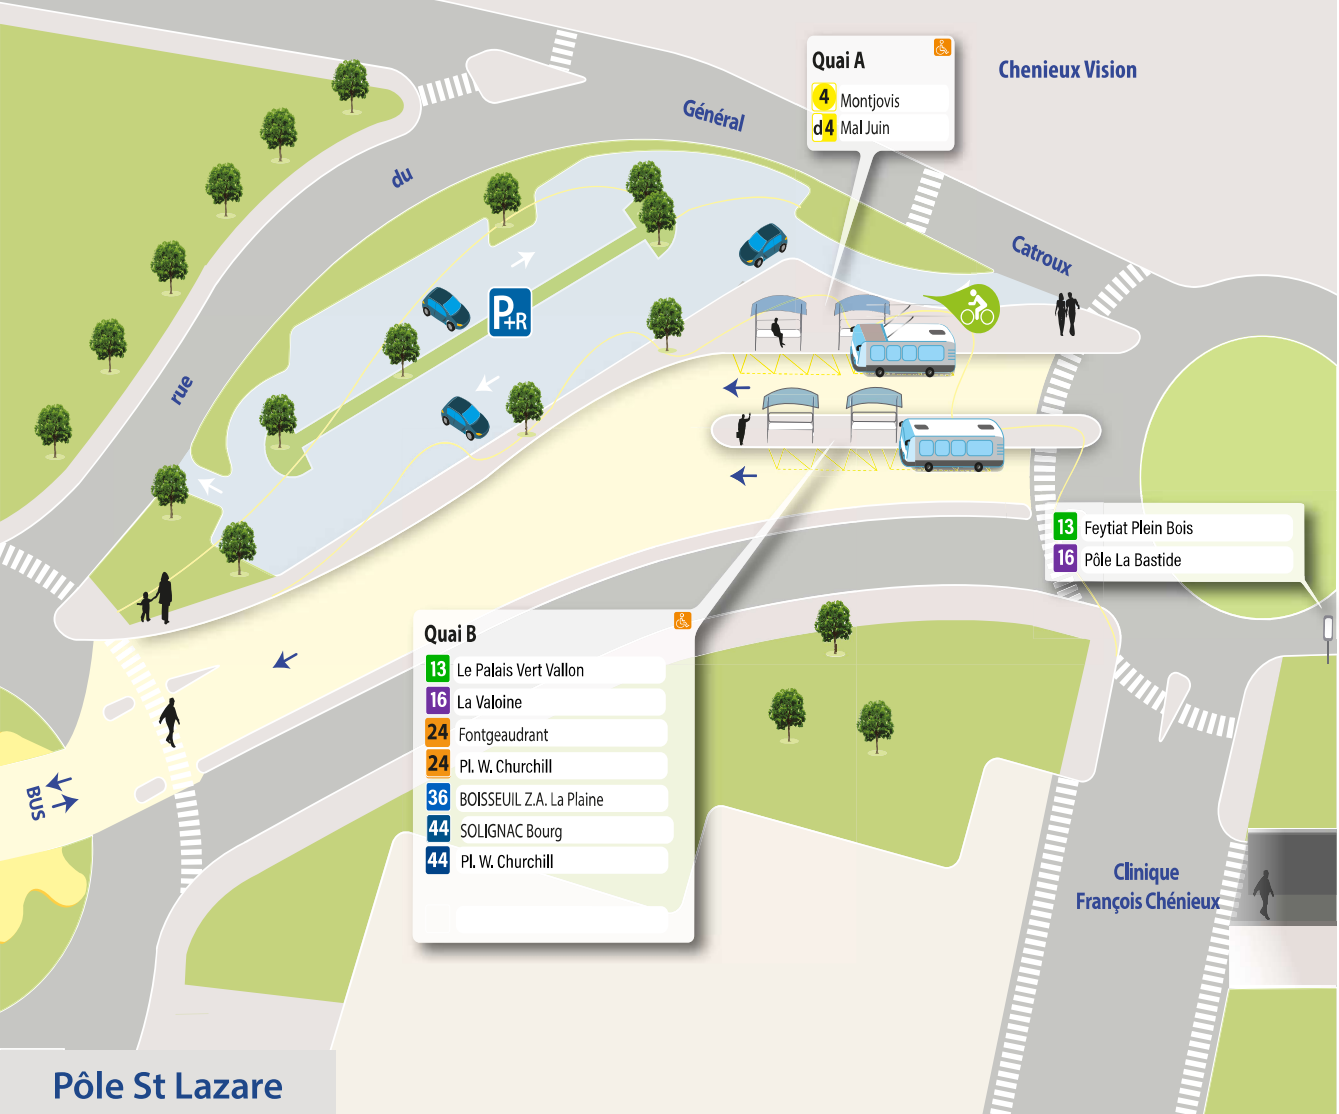 Quai A
4 Montjovis
d4 Mal Juin
Chenieux Vision
rue
du
Général
Catroux
P+R
13 Feytiat Plein Bois
16 Pôle La Bastide
Quai B
13 Le Palais Vert Vallon
16 La Valoine
24 Fontgeaudrant
24 Pl. W. Churchill
36 BOISSEUIL Z.A. La Plaine
44 SOLIGNAC Bourg
44 Pl. W. Churchill
BUS
Clinique
François Chénieux
Pôle St Lazare